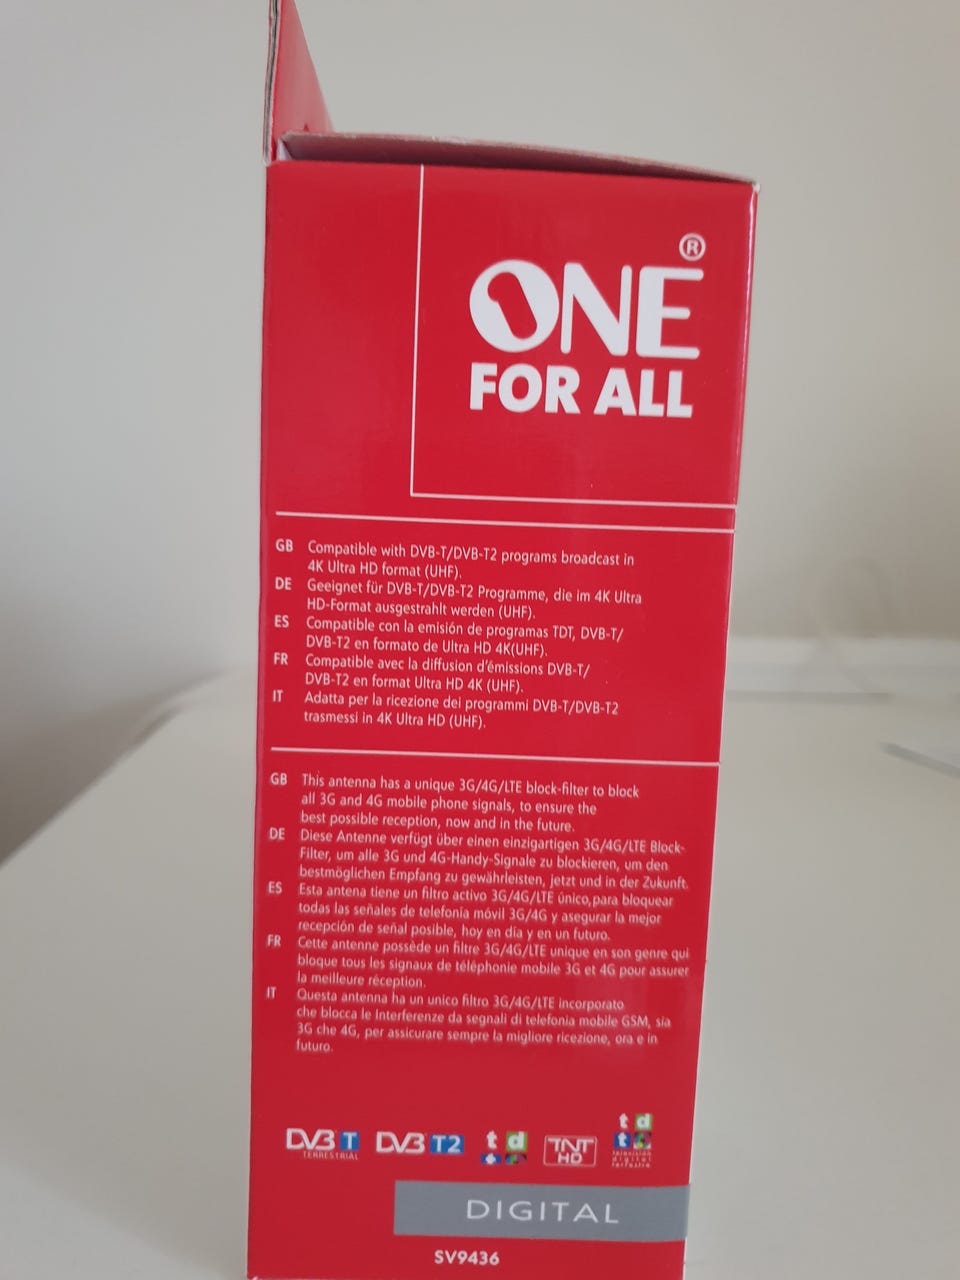 ONE®
FOR ALL
GB Compatible with DVB-T/DVB-T2 programs broadcast in
4K Ultra HD format (UHF).
DE Geeignet für DVB-T/DVB-T2 Programme, die im 4K Ultra
HD-Format ausgestrahlt werden (UHF).
ES Compatible con la emisión de programas TDT, DVB-T/
DVB-T2 en formato de Ultra HD 4K(UHF).
FR Compatible avec la diffusion d'émissions DVB-T/
DVB-T2 en format Ultra HD 4K (UHF).
IT Adatta per la ricezione dei programmi DVB-T/DVB-T2
trasmessi in 4K Ultra HD (UHF).
GB This antenna has a unique 3G/4G/LTE block-filter to block
all 3G and 4G mobile phone signals, to ensure the
best possible reception, now and in the future.
DE Diese Antenne verfügt über einen einzigartigen 3G/4G/LTE Block-
Filter, um alle 3G und 4G-Handy-Signale zu blockieren, um den
bestmöglichen Empfang zu gewährleisten, jetzt und in der Zukunft.
ES Esta antena tiene un filtro activo 3G/4G/LTE único,para bloquear
todas las señales de telefonía móvil 3G/4G y asegurar la mejor
recepción de señal posible, hoy en día y en un futuro.
FR Cette antenne possède un filtre 3G/4G/LTE unique en son genre qui
bloque tous les signaux de téléphonie mobile 3G et 4G pour assurer
la meilleure réception.
IT Questa antenna ha un unico filtro 3G/4G/LTE incorporato
che blocca le Interferenze da segnali di telefonia mobile GSM, sia
3G che 4G, per assicurare sempre la migliore ricezione, ora e in
futuro.
DVB T
TERRESTRIAL
DVB T2
t d
t
TNT
HD
t d
t
televisión
digital
terrestre
DIGITAL
SV9436